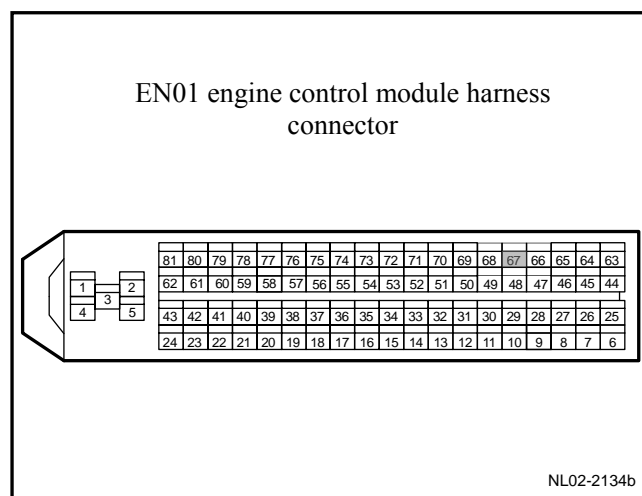 EN01 engine control module harness
connector
81 80 79 78 77 76 75 74 73 72 71 70 69 68 67 66 65 64 63
1 2 62 61 60 59 58 57 56 55 54 53 52 51 50 49 48 47 46 45 44
3
4 5 43 42 41 40 39 38 37 36 35 34 33 32 31 30 29 28 27 26 25
24 23 22 21 20 19 18 17 16 15 14 13 12 11 10 9 8 7 6
NL02-2134b